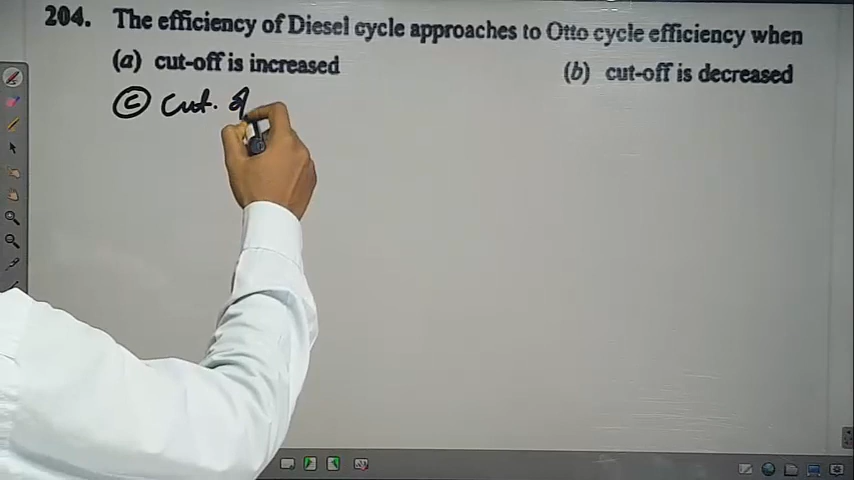 204. The efficiency of Diesel cycle approaches to Otto cycle efficiency when
(a) cut-off is increased (b) cut-off is decreased
(c) Cut. of